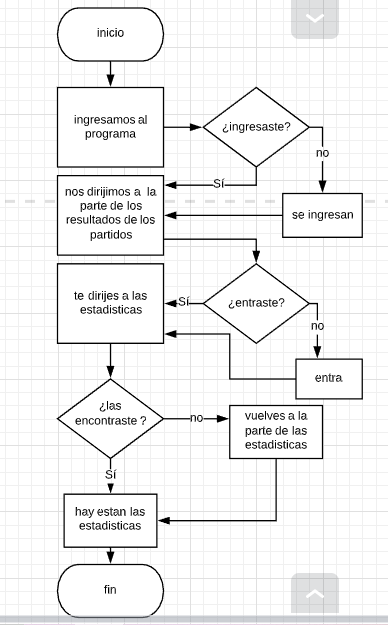 inicio
ingresamos al
programa
¿ingresaste?
no
Sí
nos dirijimos a la
parte de los
resultados de los
partidos
se ingresan
te dirijes a las
estadisticas
Sí
¿entraste?
no
entra
¿las
encontraste ?
no
vuelves a la
parte de las
estadisticas
Sí
hay estan las
estadisticas
fin